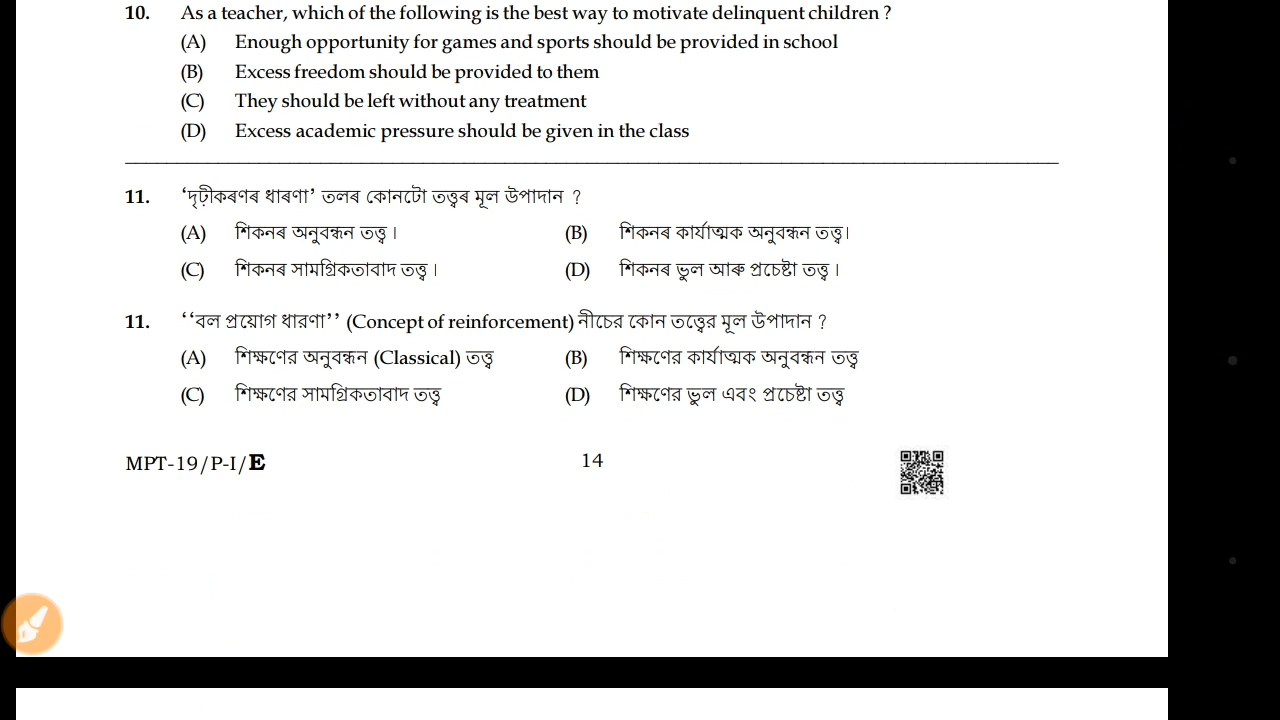 10. As a teacher, which of the following is the best way to motivate delinquent children ?
(A) Enough opportunity for games and sports should be provided in school
(B) Excess freedom should be provided to them
(C) They should be left without any treatment
(D) Excess academic pressure should be given in the class
11. ‘দৃঢ়ীকৰণৰ ধাৰণা’ তলৰ কোনটো তত্ত্বৰ মূল উপাদান ?
(A) শিকনৰ অনুবন্ধন তত্ত্ব। (B) শিকনৰ কাৰ্যাত্মক অনুবন্ধন তত্ত্ব।
(C) শিকনৰ সামগ্ৰিকতাবাদ তত্ত্ব। (D) শিকনৰ ভুল আৰু প্ৰচেষ্টা তত্ত্ব।
11. ‘‘বল প্রয়োগ ধারণা’’ (Concept of reinforcement) নীচের কোন তত্ত্বের মূল উপাদান ?
(A) শিক্ষণের অনুবন্ধন (Classical) তত্ত্ব (B) শিক্ষণের কার্যাত্মক অনুবন্ধন তত্ত্ব
(C) শিক্ষণের সামগ্রিকতাবাদ তত্ত্ব (D) শিক্ষণের ভুল এবং প্রচেষ্টা তত্ত্ব
MPT-19/P-I/E 14